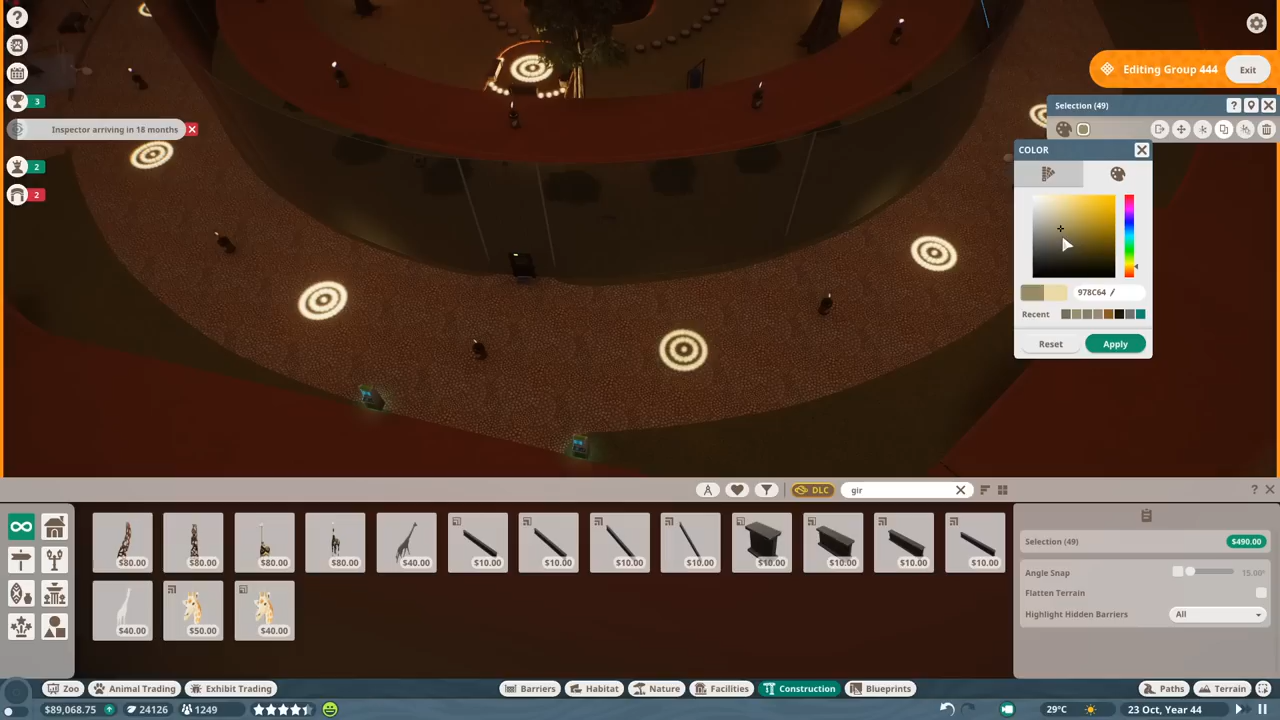 ?
Editing Group 444
Exit
3
Selection (49)
?
Inspector arriving in 18 months
COLOR
2
2
978C64
Recent
Reset
Apply
DLC
gir
?
$80.00
$80.00
$80.00
$80.00
$40.00
$10.00
$10.00
$10.00
$10.00
$10.00
$10.00
$10.00
$10.00
Selection (49)
$490.00
Angle Snap
15.00°
Flatten Terrain
Highlight Hidden Barriers
All
$40.00
$50.00
$40.00
Zoo
Animal Trading
Exhibit Trading
Barriers
Habitat
Nature
Facilities
Construction
Blueprints
Paths
Terrain
$89,068.75
24126
1249
29°C
23 Oct, Year 44